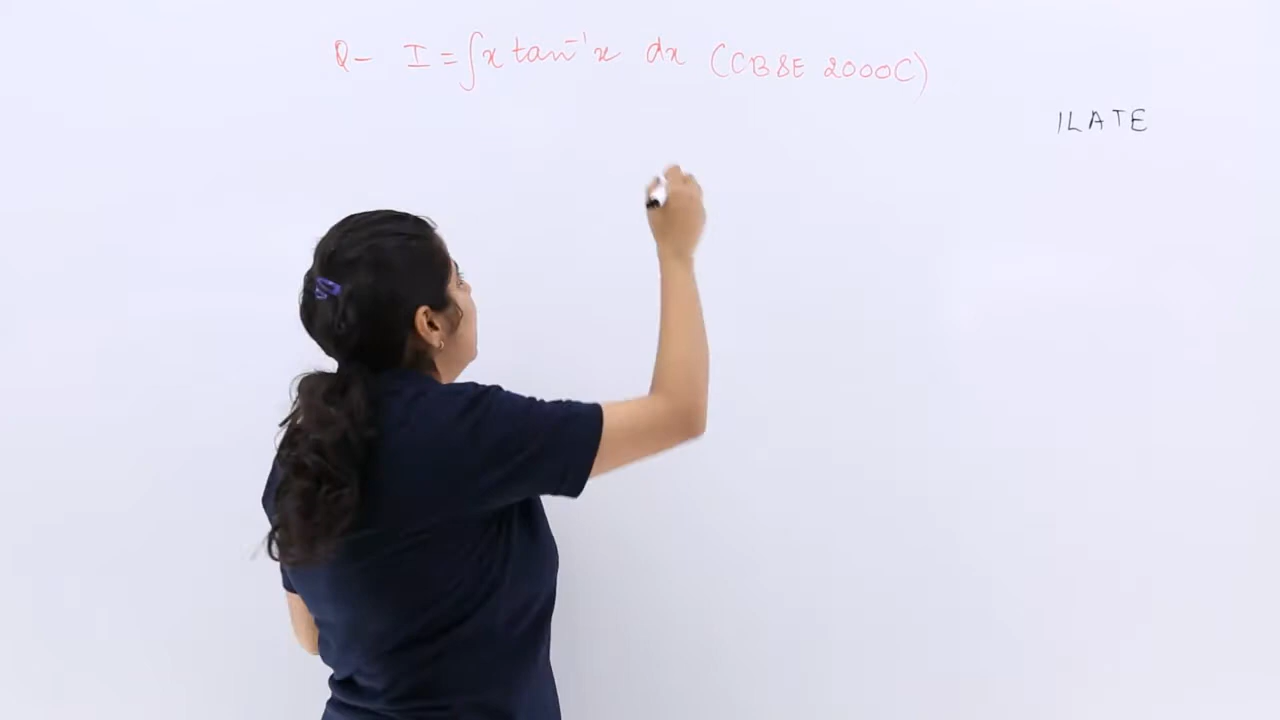 Q- I = ∫x tan⁻¹x dx (CBSE 2000C)
ILATE